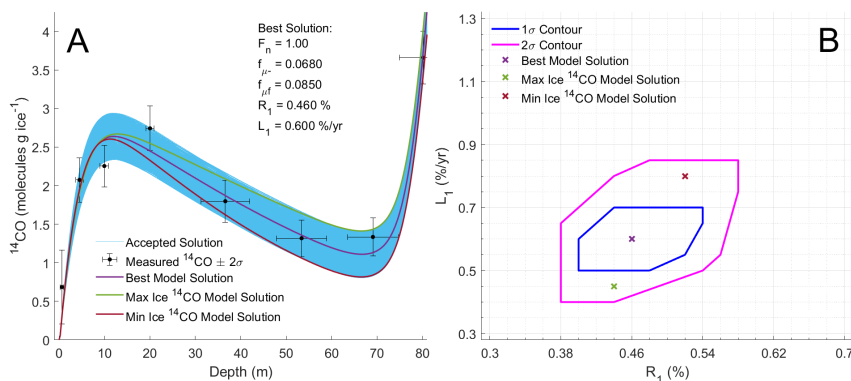 A
Best Solution:
F_n = 1.00
f_μ- = 0.0680
f_μf = 0.0850
R_1 = 0.460 %
L_1 = 0.600 %/yr
^14CO (molecules g ice^-1)
4
3.5
3
2.5
2
1.5
1
0.5
0
Accepted Solution
Measured ^14CO ± 2σ
Best Model Solution
Max Ice ^14CO Model Solution
Min Ice ^14CO Model Solution
0 10 20 30 40 50 60 70 80
Depth (m)
B
1σ Contour
2σ Contour
Best Model Solution
Max Ice ^14CO Model Solution
Min Ice ^14CO Model Solution
L_1 (%/yr)
1.3
1.1
0.9
0.7
0.5
0.3
0.3 0.38 0.46 0.54 0.62
R_1 (%)